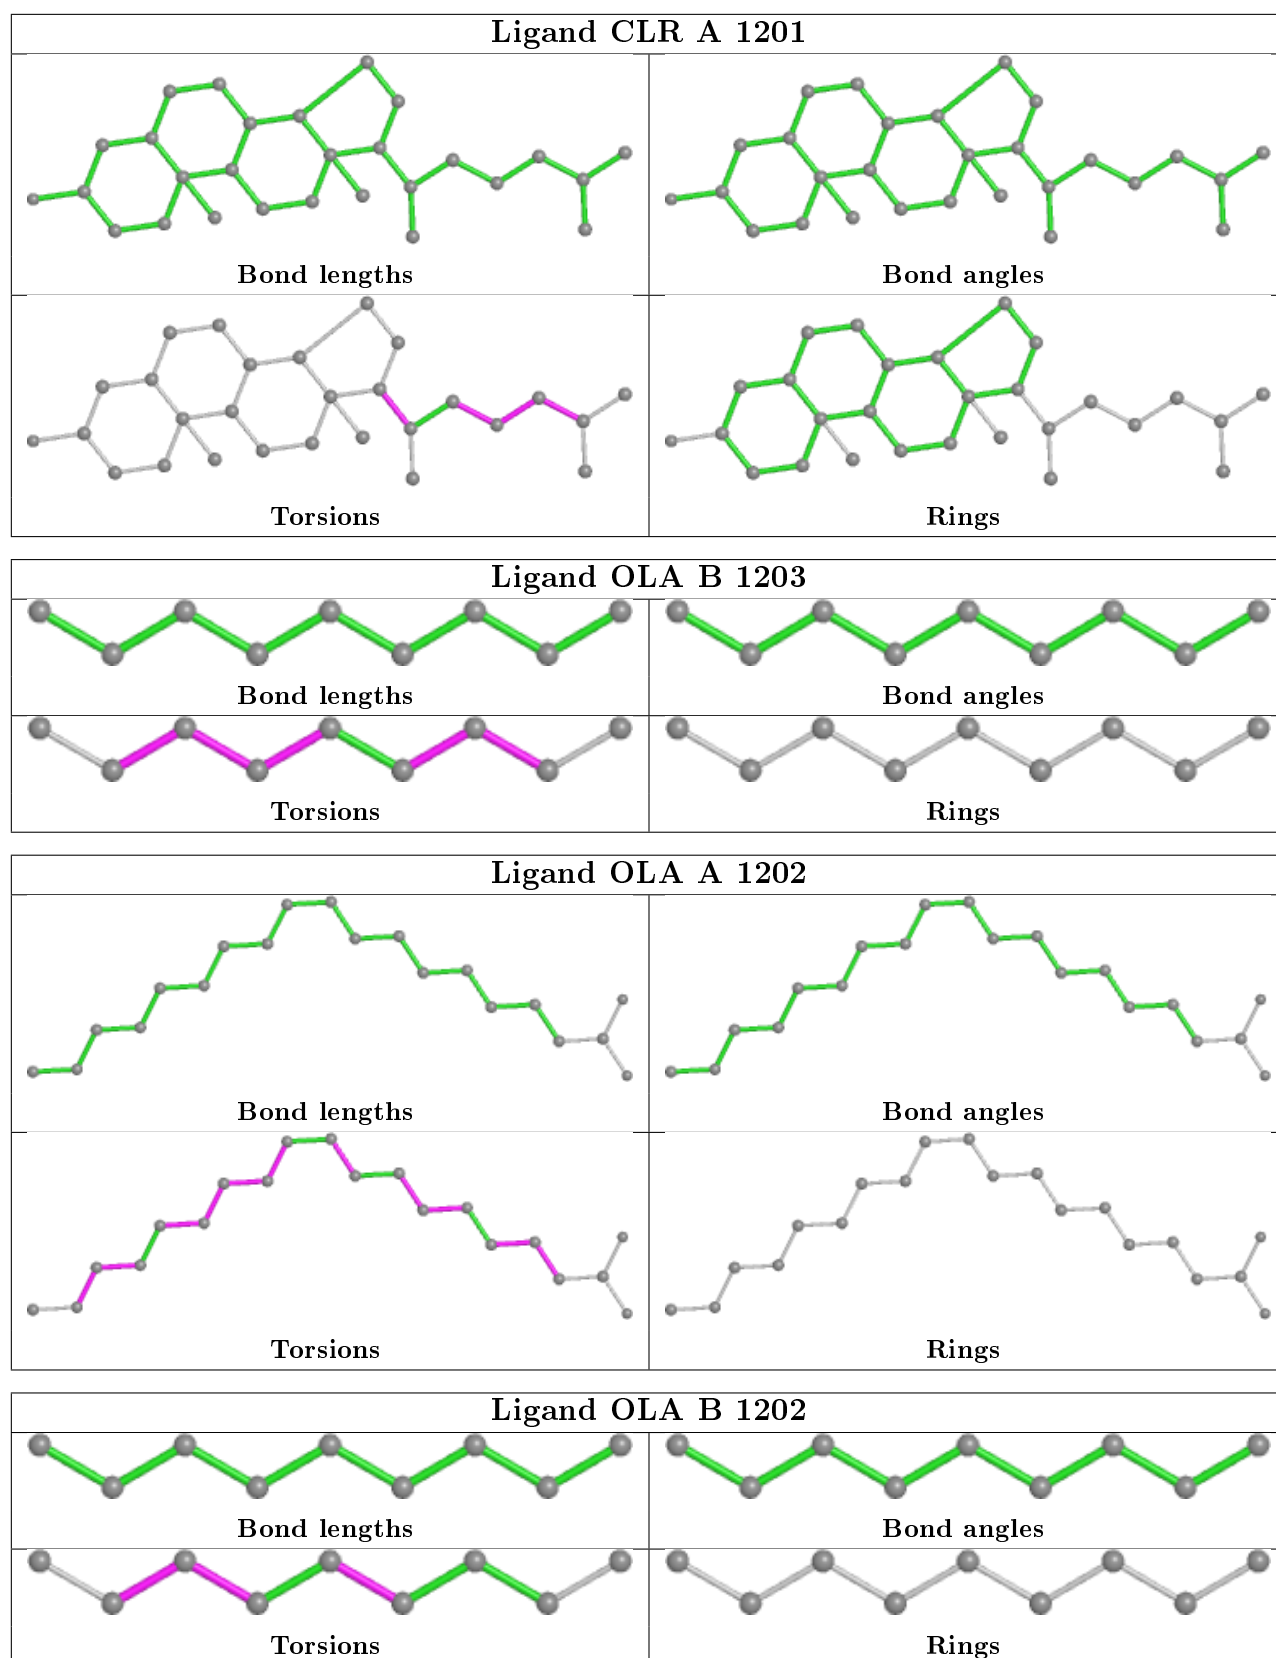 Ligand CLR A 1201
Bond lengths
Bond angles
Torsions
Rings
Ligand OLA B 1203
Bond lengths
Bond angles
Torsions
Rings
Ligand OLA A 1202
Bond lengths
Bond angles
Torsions
Rings
Ligand OLA B 1202
Bond lengths
Bond angles
Torsions
Rings